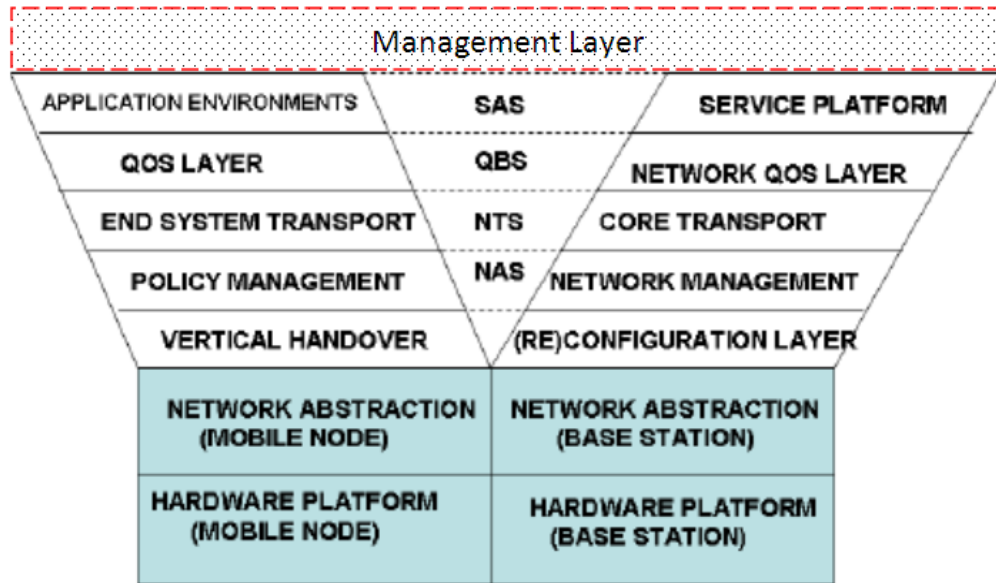 Management Layer
APPLICATION ENVIRONMENTS
SAS
SERVICE PLATFORM
QOS LAYER
QBS
NETWORK QOS LAYER
END SYSTEM TRANSPORT
NTS
CORE TRANSPORT
POLICY MANAGEMENT
NAS
NETWORK MANAGEMENT
VERTICAL HANDOVER
(RE)CONFIGURATION LAYER
NETWORK ABSTRACTION
(MOBILE NODE)
NETWORK ABSTRACTION
(BASE STATION)
HARDWARE PLATFORM
(MOBILE NODE)
HARDWARE PLATFORM
(BASE STATION)